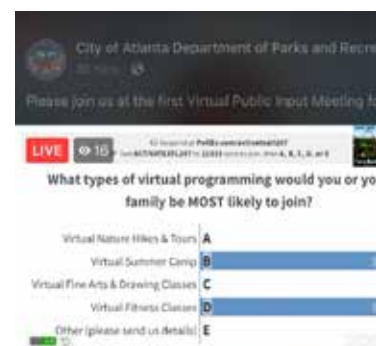 City of Atlanta Department of Parks and Recre
Please join us at the first Virtual Public Input Meeting fo
LIVE 16
What types of virtual programming would you or yo
family be MOST likely to join?
Virtual Nature Hikes & Tours A
Virtual Summer Camp B
Virtual Fine Arts & Drawing Classes C
Virtual Fitness Classes D
Other (please send us details) E